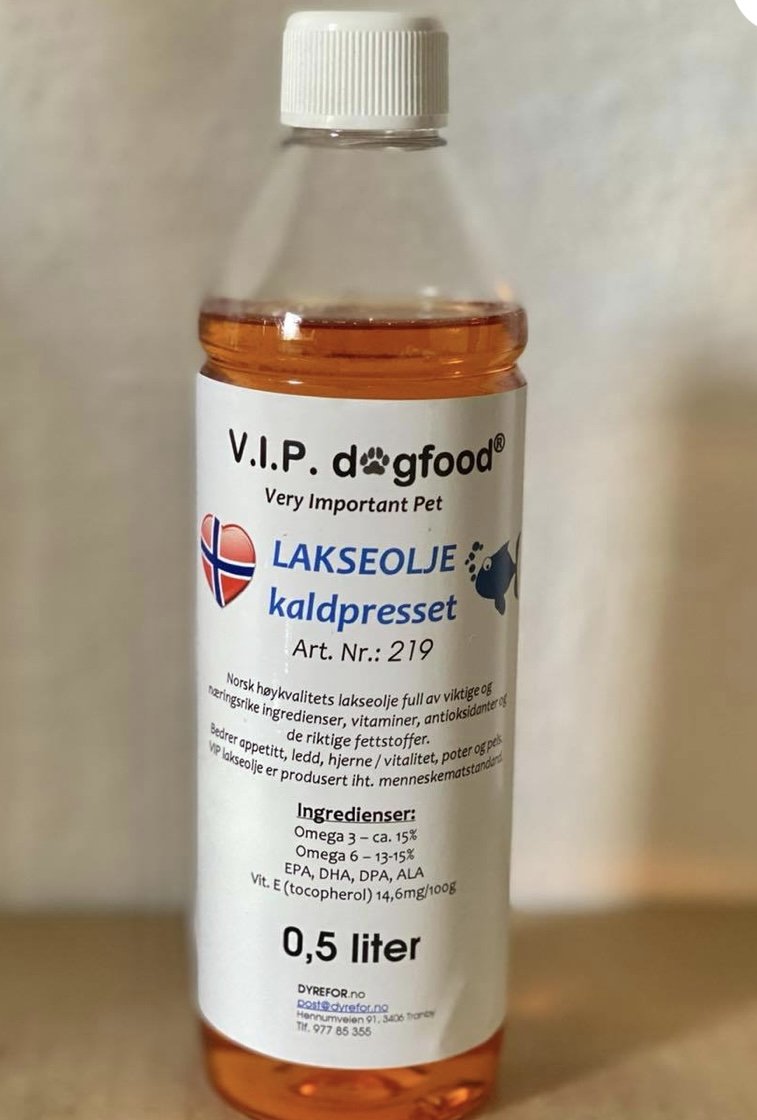 V.I.P. dogfood®
Very Important Pet
LAKSEOLJE
kaldpresset
Art. Nr.: 219
Norsk høykvalitets lakseolje full av viktige og
næringsrike ingredienser, vitaminer, antioksidanter og
de riktige fettstoffer.
Bedrer appetitt, ledd, hjerne / vitalitet, poter og pels.
VIP lakseolje er produsert iht. menneskematstandard.
Ingredienser:
Omega 3 – ca. 15%
Omega 6 – 13-15%
EPA, DHA, DPA, ALA
Vit. E (tocopherol) 14,6mg/100g
0,5 liter
DYREFOR.no
post@dyrefor.no
Hennumveien 91, 3406 Tranby
Tlf. 977 85 355